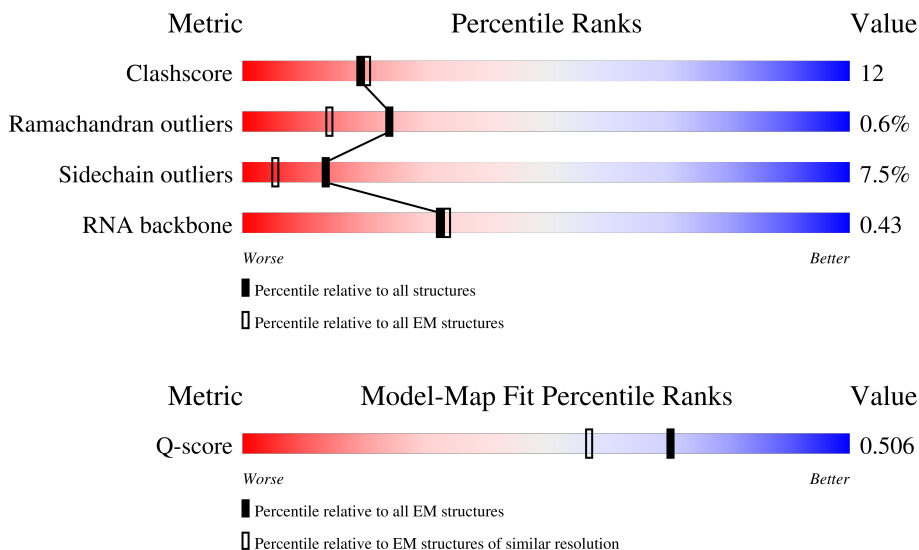 Metric Percentile Ranks Value
Clashscore 12
Ramachandran outliers 0.6%
Sidechain outliers 7.5%
RNA backbone 0.43
Worse Better
Percentile relative to all structures
Percentile relative to all EM structures
Metric Model-Map Fit Percentile Ranks Value
Q-score 0.506
Worse Better
Percentile relative to all EM structures
Percentile relative to EM structures of similar resolution